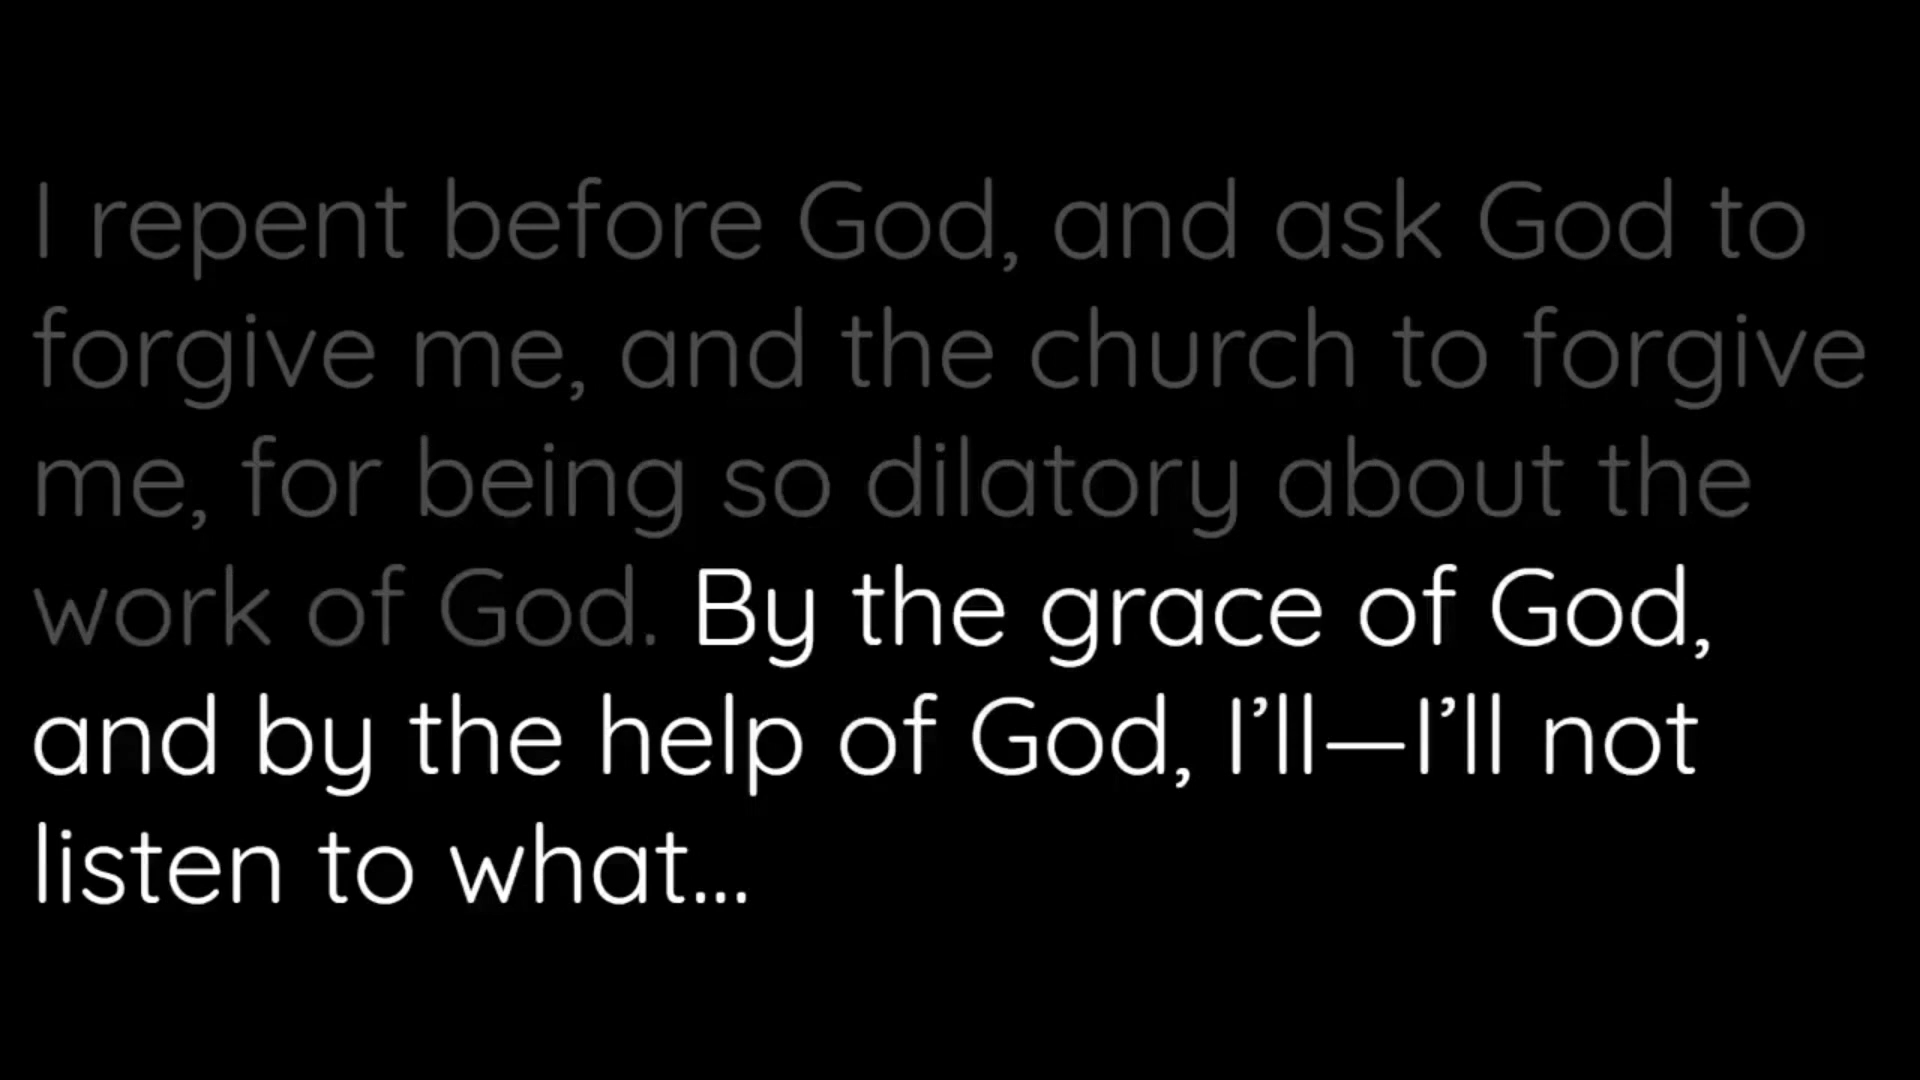 I repent before God, and ask God to
forgive me, and the church to forgive
me, for being so dilatory about the
work of God. By the grace of God,
and by the help of God, I’ll—I’ll not
listen to what...